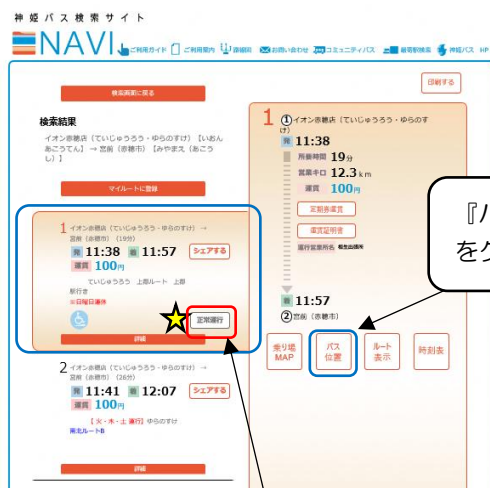 神姫バス検索サイト
NAVI
ご利用ガイド ご利用案内 詳細図 お問い合わせ コミュニティバス 最寄駅検索 神姫バス HP
検索画面に戻る
検索結果
イオン赤穂店（ていじゅうろう・ゆらのすけ）【いおん
あこうてん】 → 宮前（赤穂市）【みやまえ（あこう
し）】
マイルートに登録
1 イオン赤穂店（ていじゅうろう・ゆらのすけ） →
宮前（赤穂市）（19分）
発 11:38 着 11:57 シェアする
運賃 100円
ていじゅうろう 上郡ルート 上郡
駅行き
※日曜日運休
正常運行
詳細
2 イオン赤穂店（ていじゅうろう・ゆらのすけ） →
宮前（赤穂市）（26分）
発 11:41 着 12:07 シェアする
運賃 100円
【 火・木・土 運行】ゆらのすけ
南北ルートB
詳細
印刷する
1 ①イオン赤穂店（ていじゅうろう・ゆらのす
け）
発 11:38
所要時間 19分
営業キロ 12.3km
運賃 100円
定期券運賃
運賃証明書
運行営業所名 相生出張所
着 11:57
②宮前（赤穂市）
乗り場
MAP
バス
位置
ルート
表示
時刻表
『バ
をク